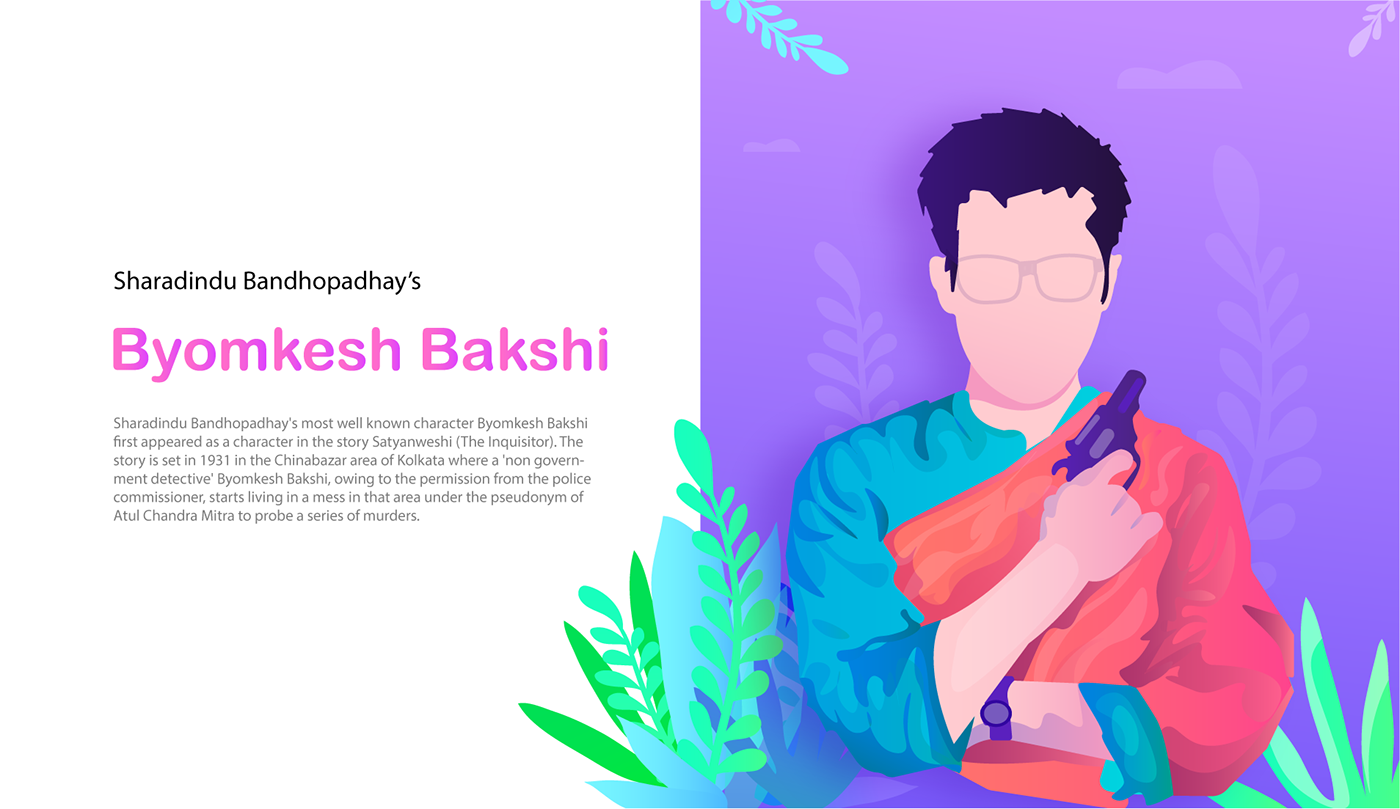 Sharadindu Bandhopadhay’s
Byomkesh Bakshi
Sharadindu Bandhopadhay's most well known character Byomkesh Bakshi
first appeared as a character in the story Satyanweshi (The Inquisitor). The
story is set in 1931 in the Chinabazar area of Kolkata where a 'non govern-
ment detective' Byomkesh Bakshi, owing to the permission from the police
commissioner, starts living in a mess in that area under the pseudonym of
Atul Chandra Mitra to probe a series of murders.